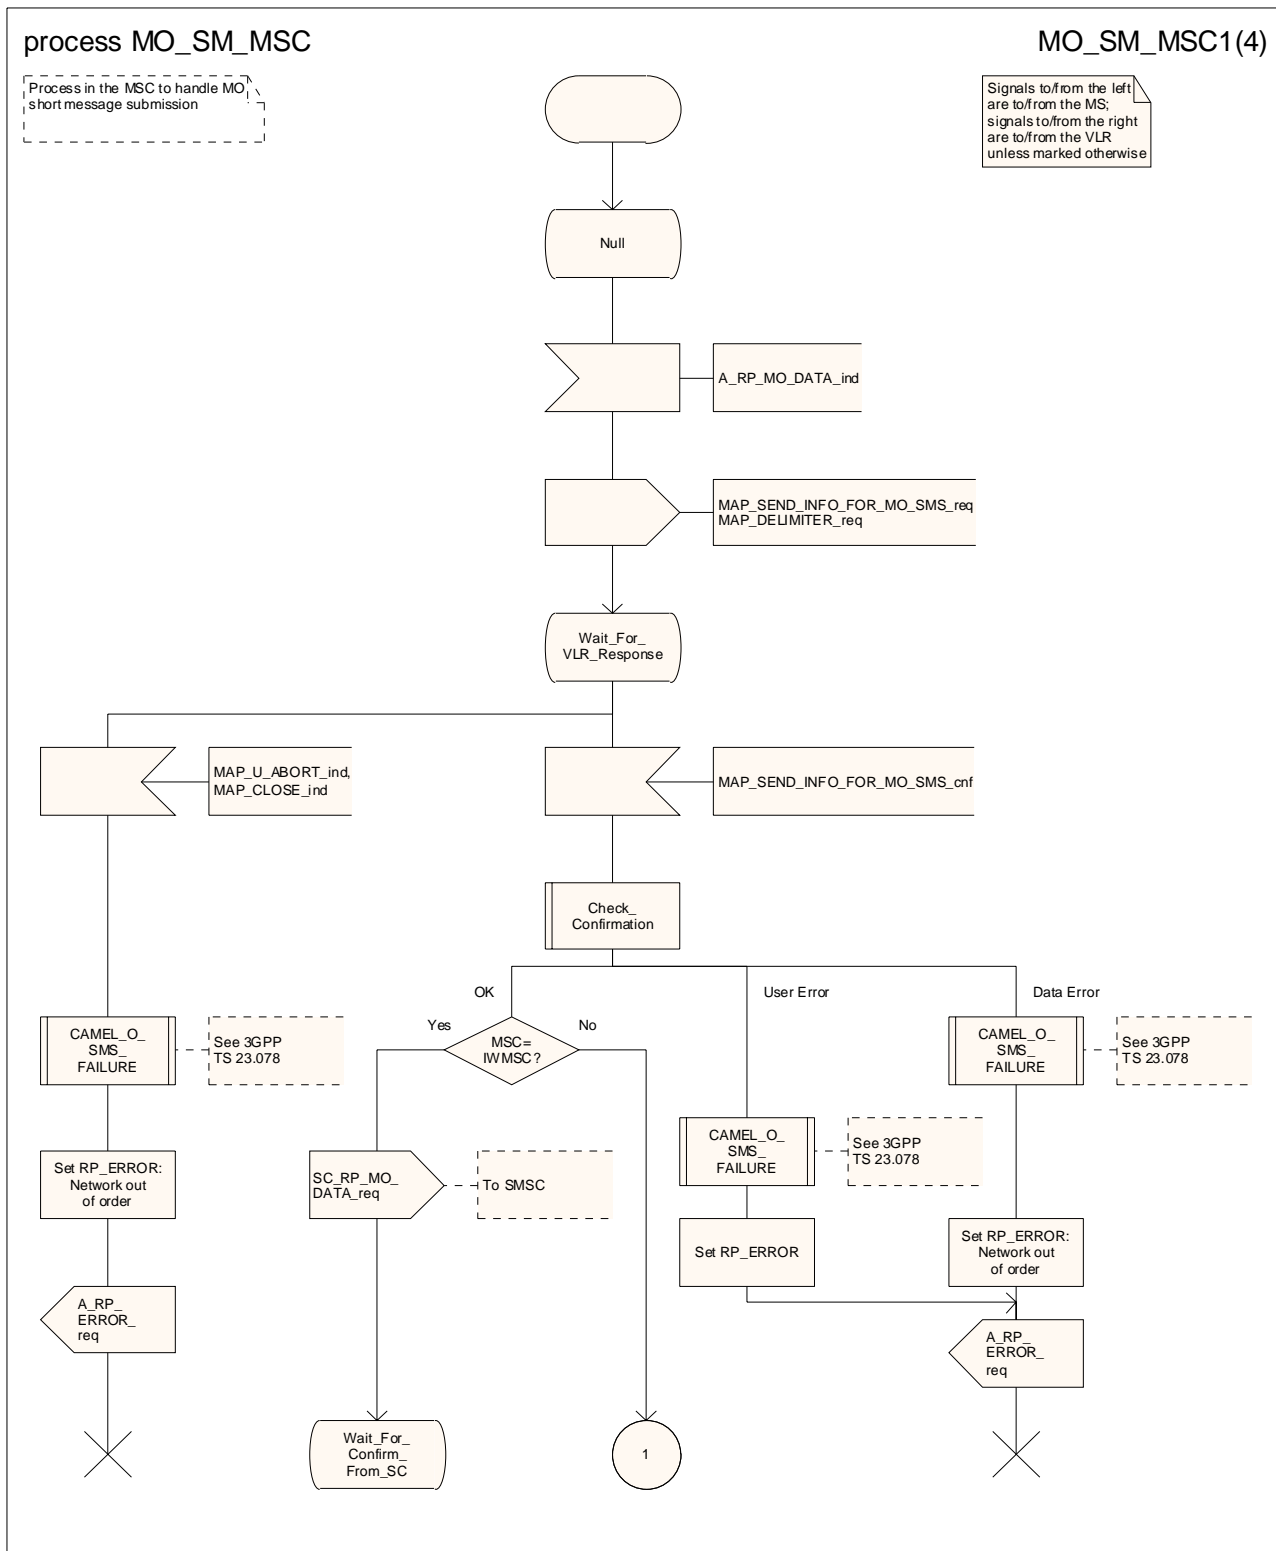 process MO_SM_MSC
MO_SM_MSC1(4)
Process in the MSC to handle MO
short message submission
Signals to/from the left
are to/from the MS;
signals to/from the right
are to/from the VLR
unless marked otherwise
Null
A_RP_MO_DATA_ind
MAP_SEND_INFO_FOR_MO_SMS_req
MAP_DELIMITER_req
Wait_For_
VLR_Response
MAP_U_ABORT_ind,
MAP_CLOSE_ind
MAP_SEND_INFO_FOR_MO_SMS_cnf
Check_
Confirmation
OK
User Error
Data Error
Yes
No
CAMEL_O_
SMS_
FAILURE
See 3GPP
TS 23.078
MSC=
IWMSC?
CAMEL_O_
SMS_
FAILURE
See 3GPP
TS 23.078
CAMEL_O_
SMS_
FAILURE
See 3GPP
TS 23.078
Set RP_ERROR:
Network out
of order
SC_RP_MO_
DATA_req
To SMSC
Set RP_ERROR
Set RP_ERROR:
Network out
of order
A_RP_
ERROR_
req
A_RP_
ERROR_
req
Wait_For_
Confirm_
From_SC
1